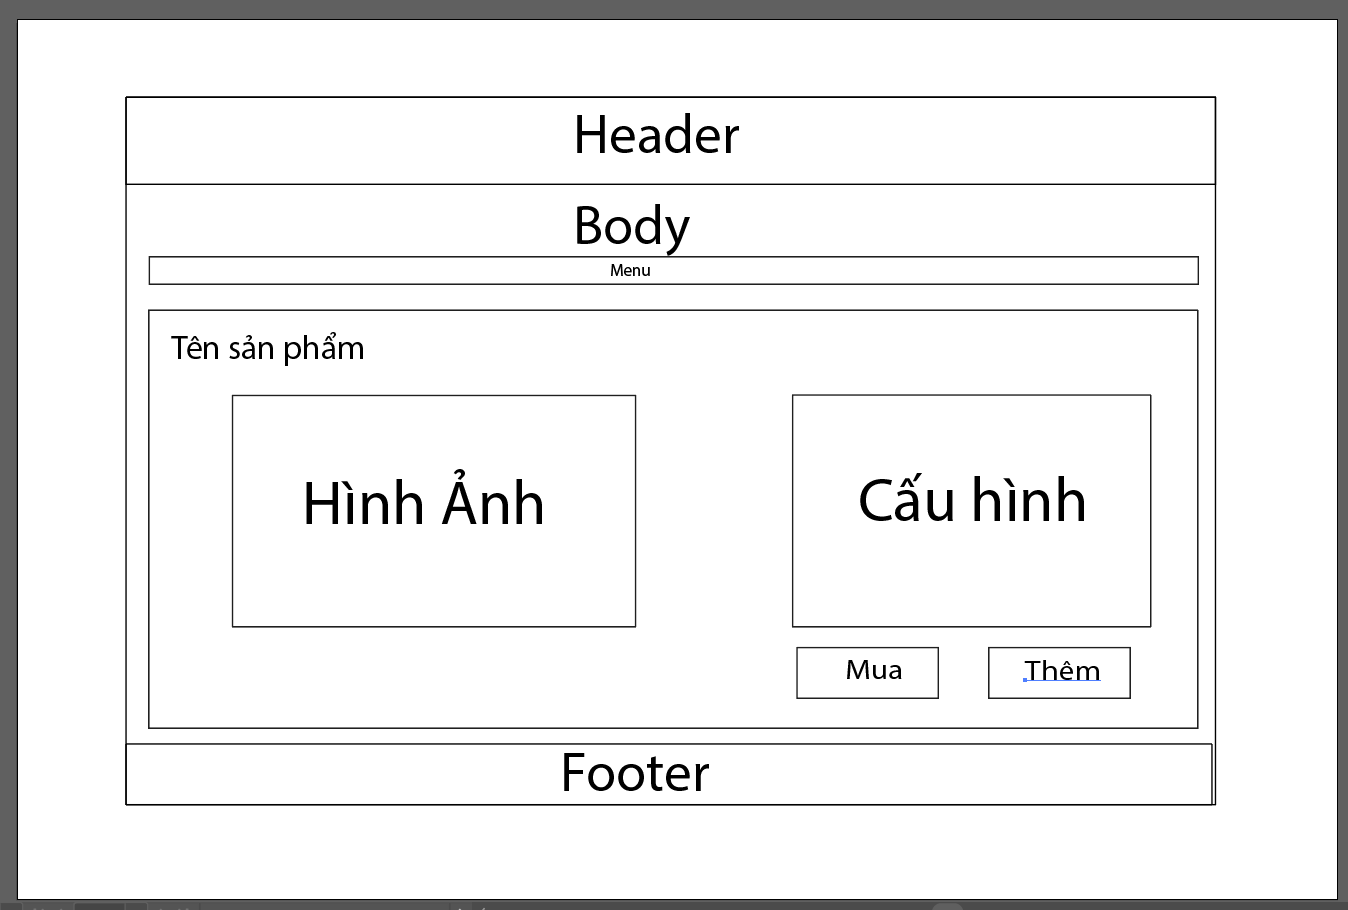 Header
Body
Menu
Tên sản phẩm
Hình Ảnh
Cấu hình
Mua
Thêm
Footer